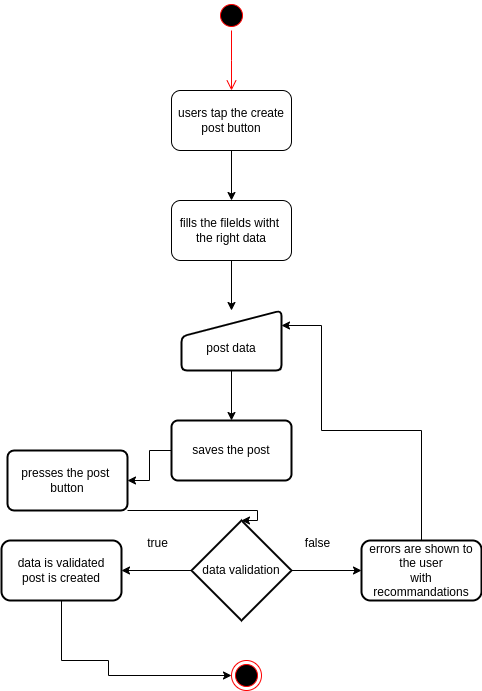 users tap the create
post button
fills the filelds witht
the right data
post data
saves the post
presses the post
button
true
false
data is validated
post is created
data validation
errors are shown to
the user
with
recommandations